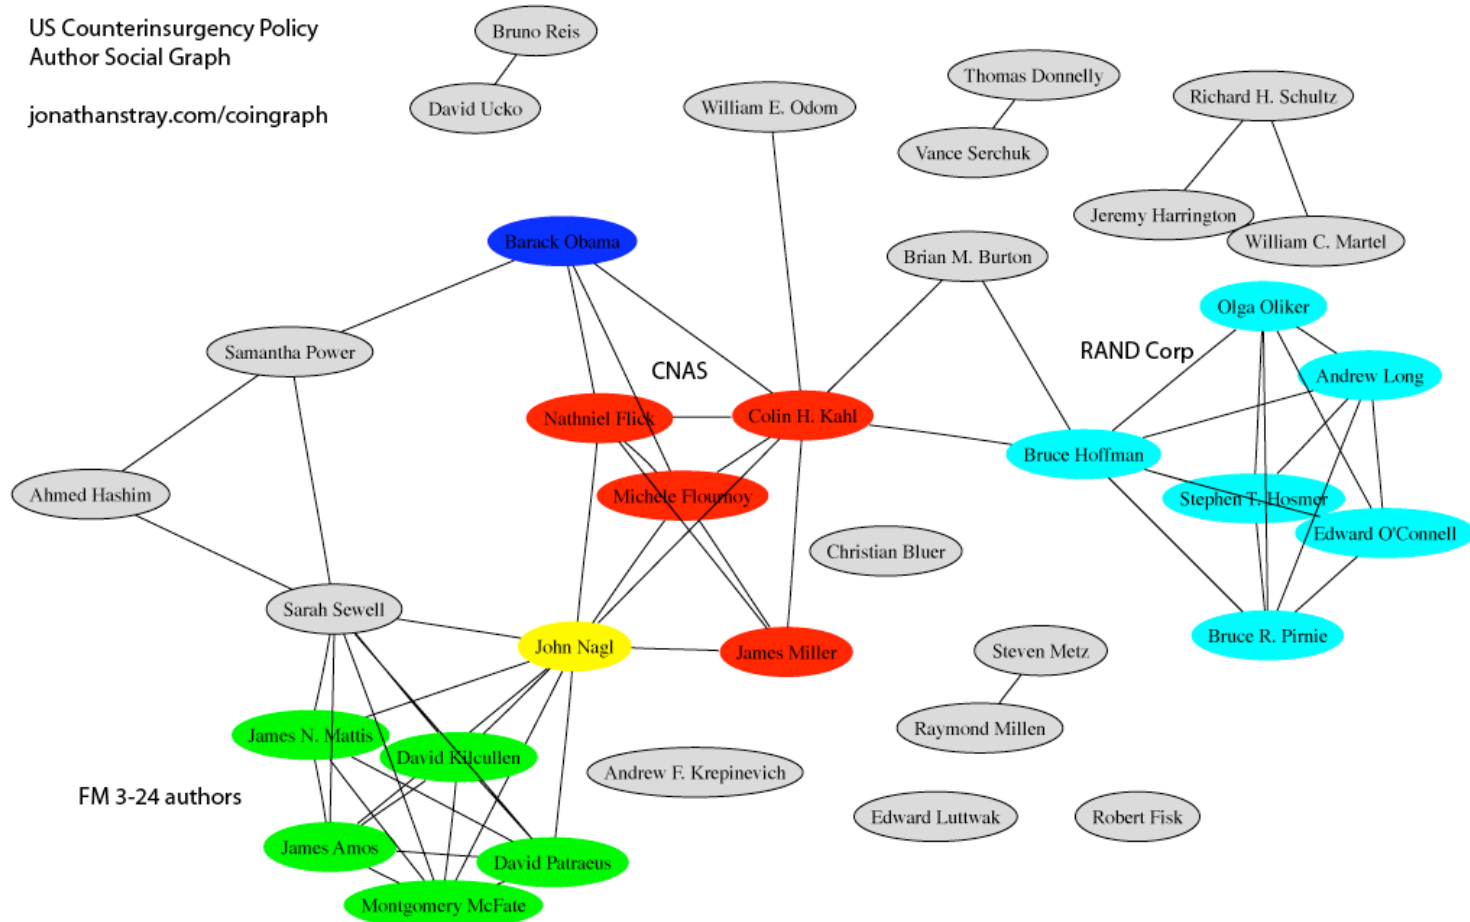 US Counterinsurgency Policy
Author Social Graph
jonathanstray.com/coingraph
Bruno Reis
David Ucko
William E. Odom
Thomas Donnelly
Vance Serchuk
Richard H. Schultz
Jeremy Harrington
William C. Martel
Barack Obama
Brian M. Burton
Samantha Power
CNAS
RAND Corp
Olga Oliker
Andrew Long
Nathniel Flick
Colin H. Kahl
Bruce Hoffman
Ahmed Hashim
Michele Flournoy
Stephen T. Hosmer
Edward O'Connell
Christian Bluer
Sarah Sewell
John Nagl
James Miller
Bruce R. Pirnie
Steven Metz
Raymond Millen
James N. Mattis
David Kilcullen
Andrew F. Krepinevich
FM 3-24 authors
Edward Luttwak
Robert Fisk
James Amos
David Patraeus
Montgomery McFate